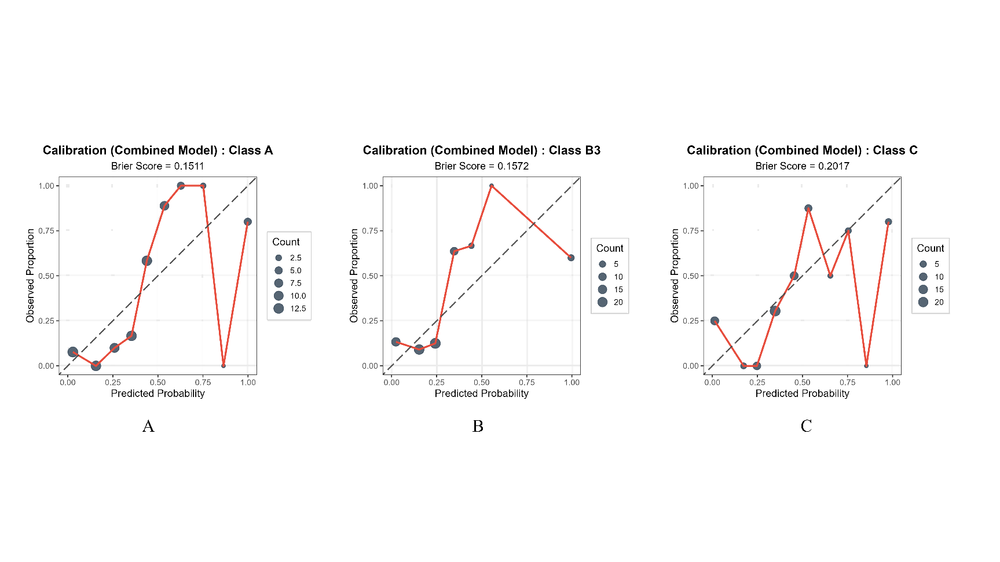 Calibration (Combined Model) : Class A
Brier Score = 0.1511
Observed Proportion
1.00
0.75
0.50
0.25
0.00
0.00 0.25 0.50 0.75 1.00
Predicted Probability
Count
2.5
5.0
7.5
10.0
12.5
A
Calibration (Combined Model) : Class B3
Brier Score = 0.1572
Observed Proportion
1.00
0.75
0.50
0.25
0.00
0.00 0.25 0.50 0.75 1.00
Predicted Probability
Count
5
10
15
20
B
Calibration (Combined Model) : Class C
Brier Score = 0.2017
Observed Proportion
1.00
0.75
0.50
0.25
0.00
0.00 0.25 0.50 0.75 1.00
Predicted Probability
Count
5
10
15
20
C